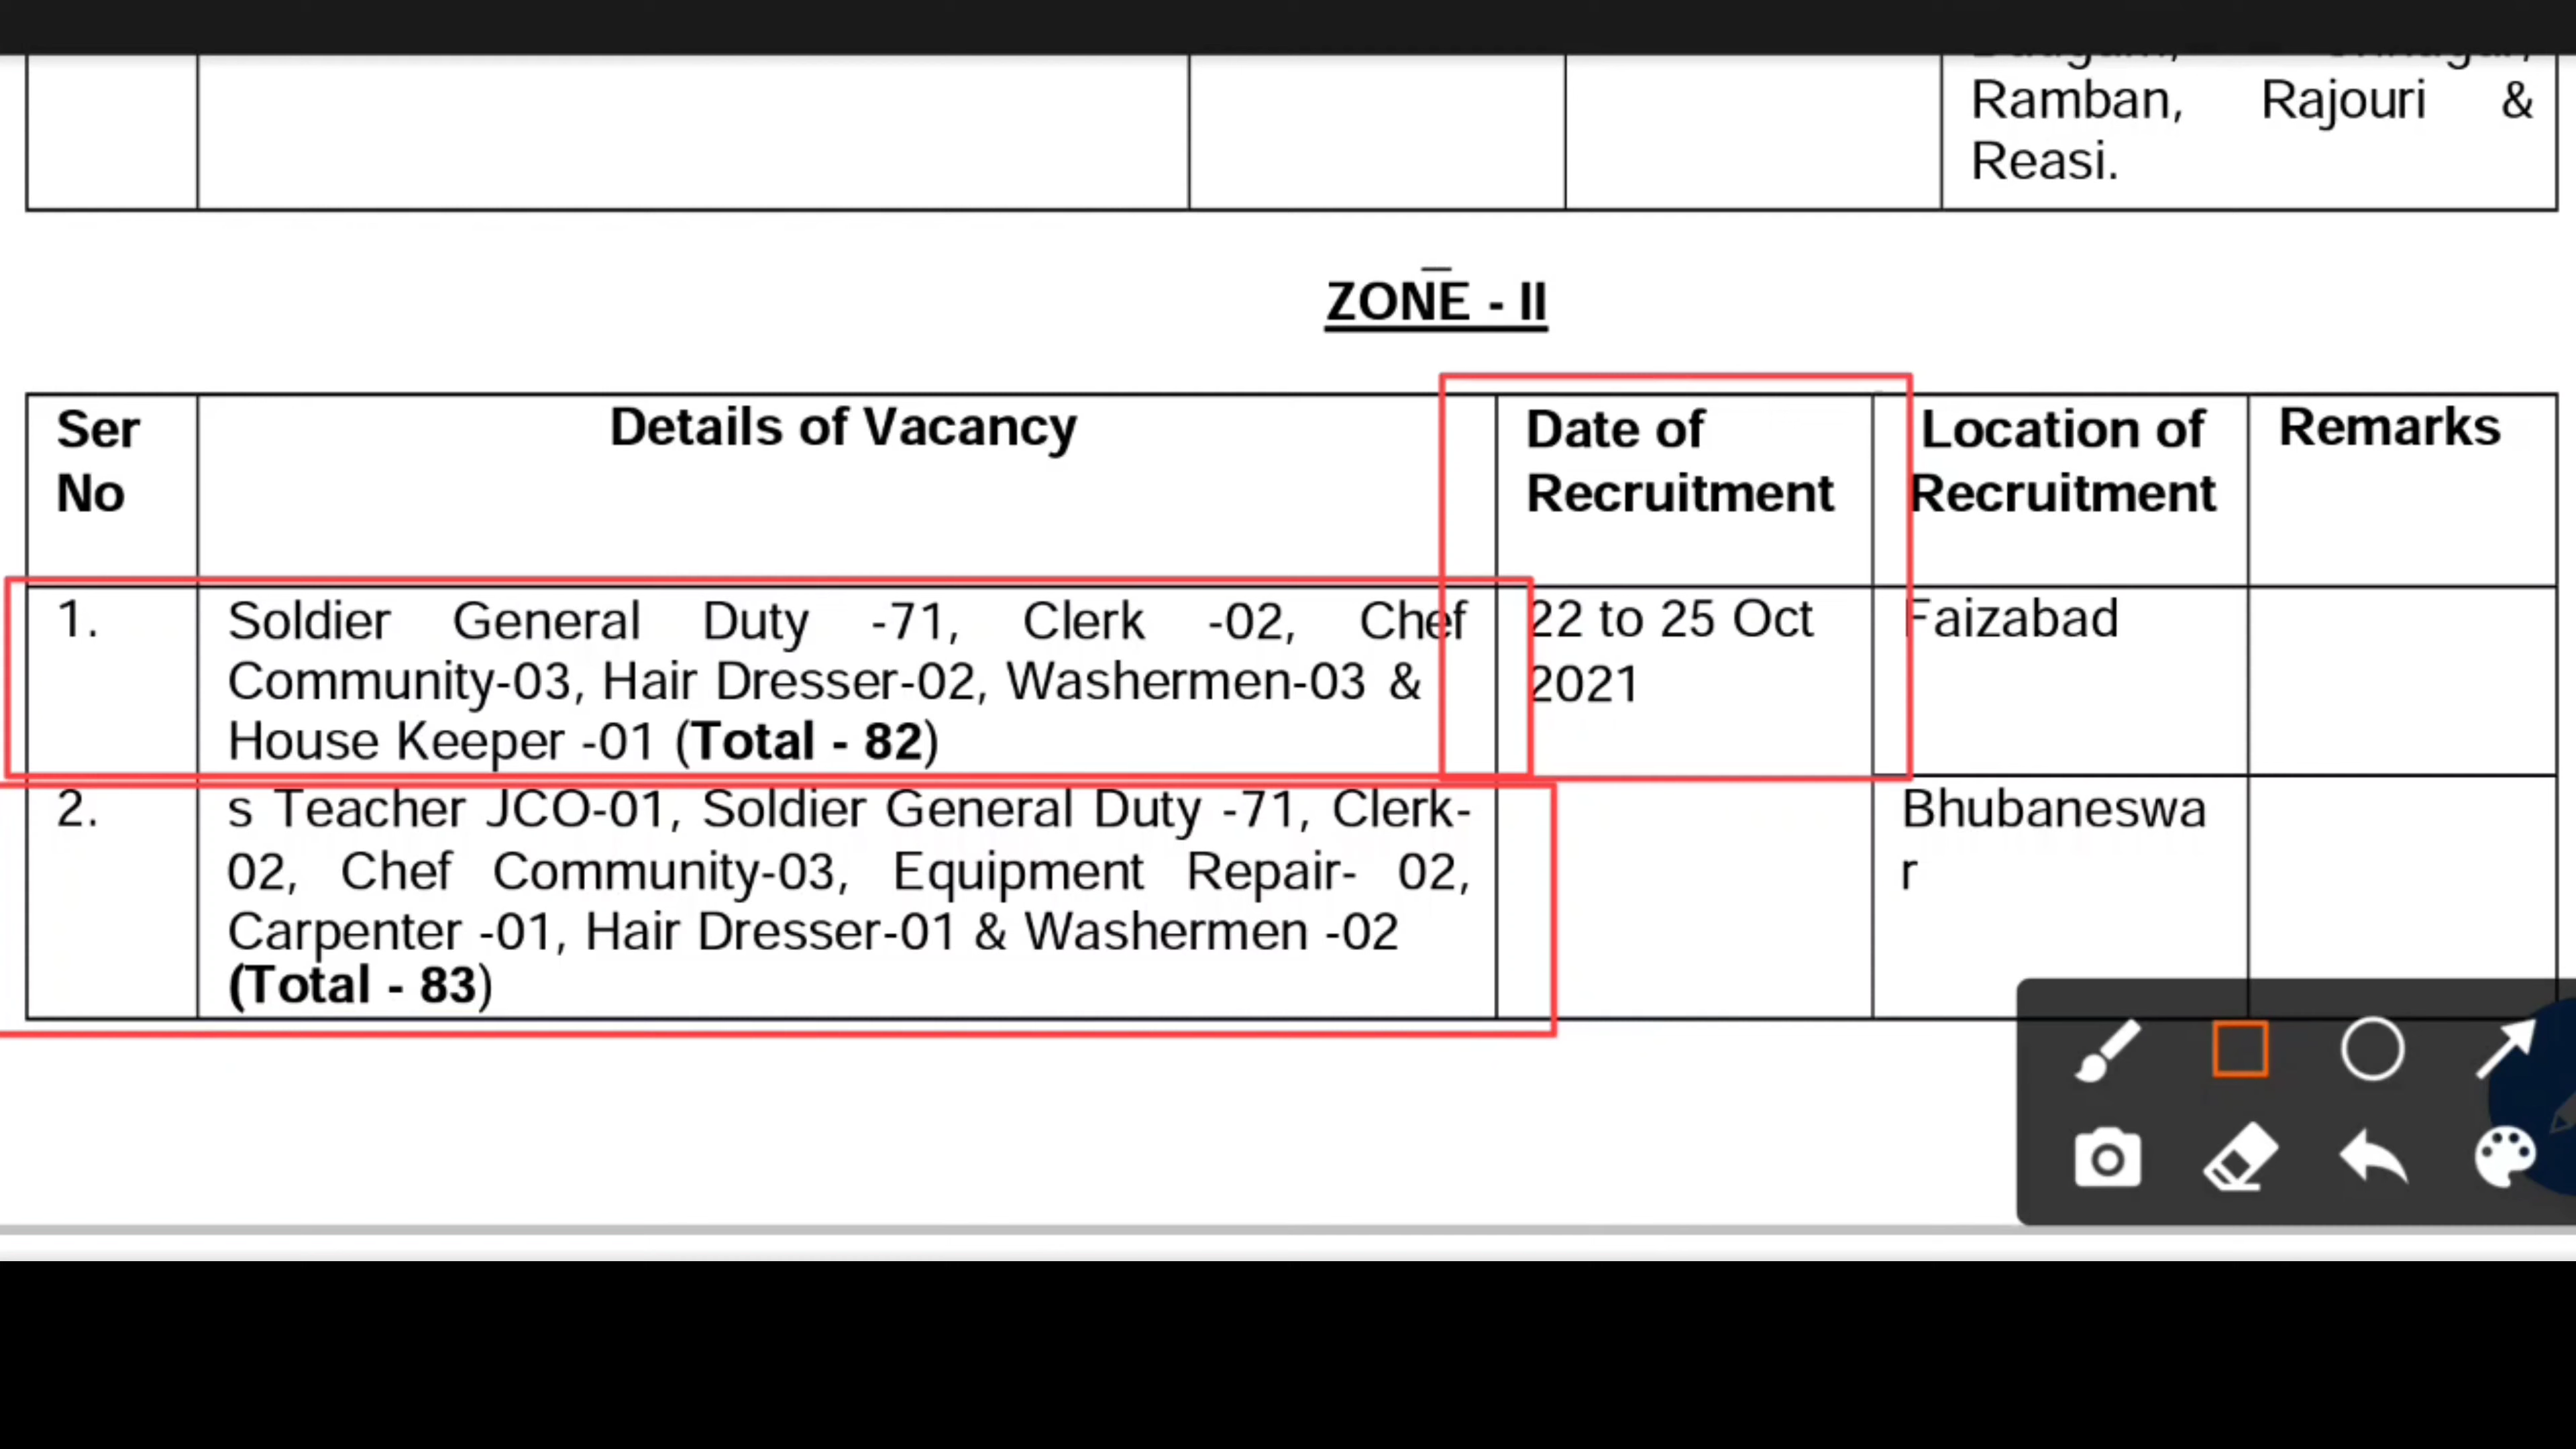 Ramban, Rajouri &
Reasi.
ZONE - II
Ser No
Details of Vacancy
Date of Recruitment
Location of Recruitment
Remarks
1.
Soldier General Duty -71, Clerk -02, Chef
Community-03, Hair Dresser-02, Washermen-03 &
House Keeper -01 (Total - 82)
22 to 25 Oct
2021
Faizabad
2.
s Teacher JCO-01, Soldier General Duty -71, Clerk-
02, Chef Community-03, Equipment Repair- 02,
Carpenter -01, Hair Dresser-01 & Washermen -02
(Total - 83)
Bhubaneswa
r